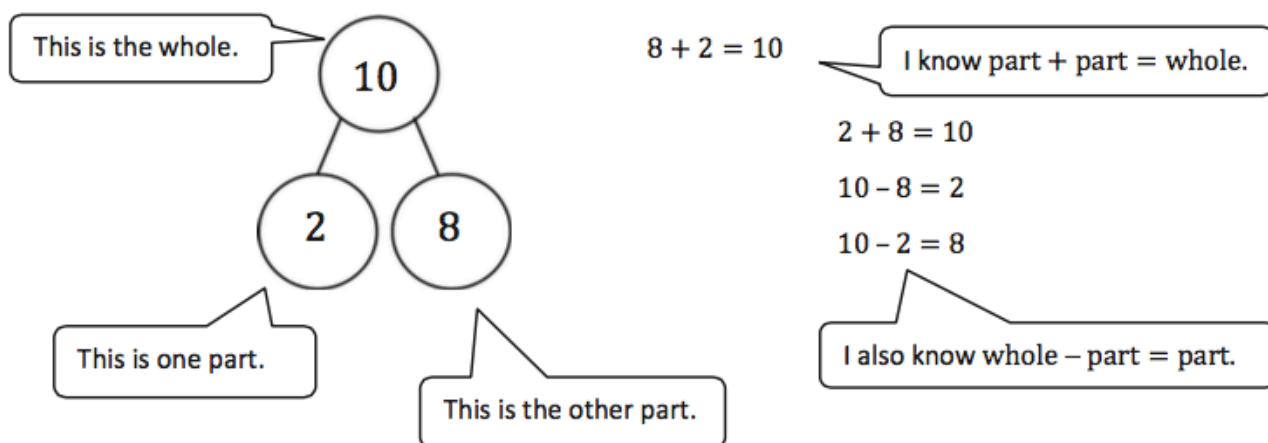 This is the whole.
10
2
8
This is one part.
This is the other part.
8 + 2 = 10
I know part + part = whole.
2 + 8 = 10
10 – 8 = 2
10 – 2 = 8
I also know whole – part = part.